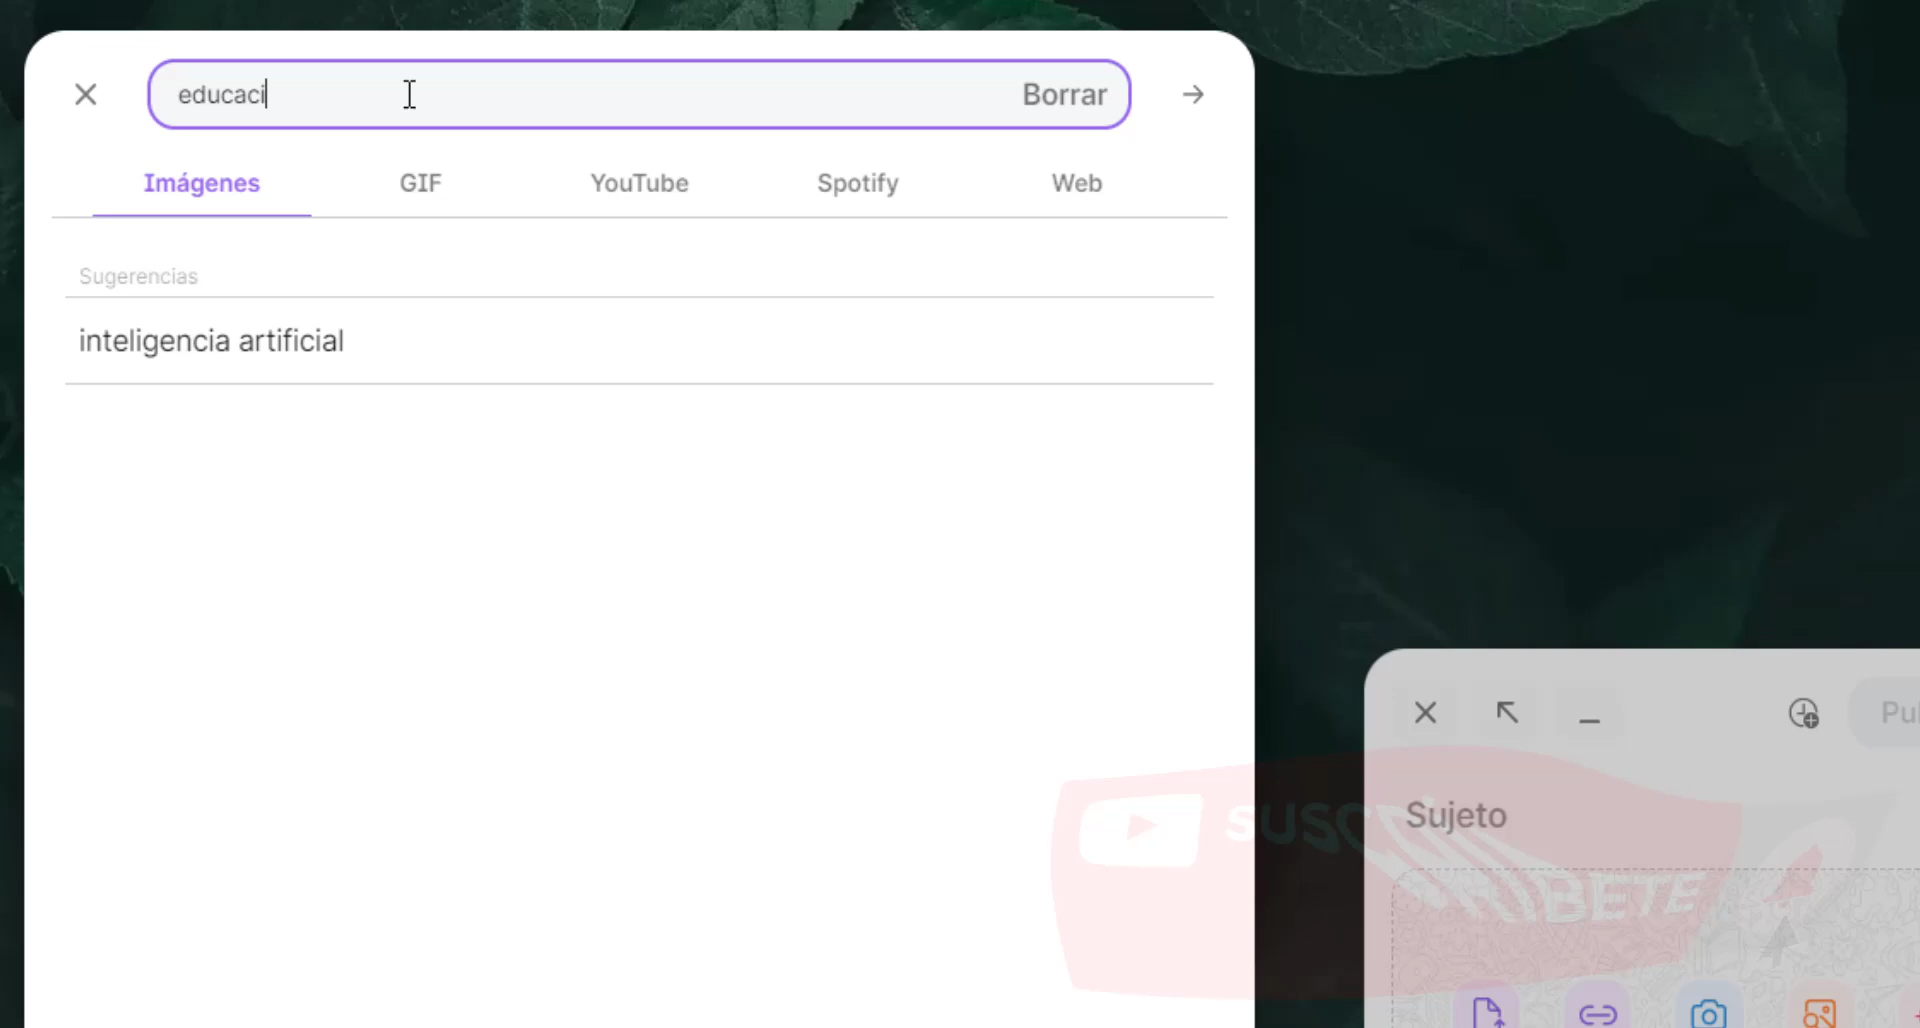 educaci
Borrar
Imágenes
GIF
YouTube
Spotify
Web
Sugerencias
inteligencia artificial
Sujeto